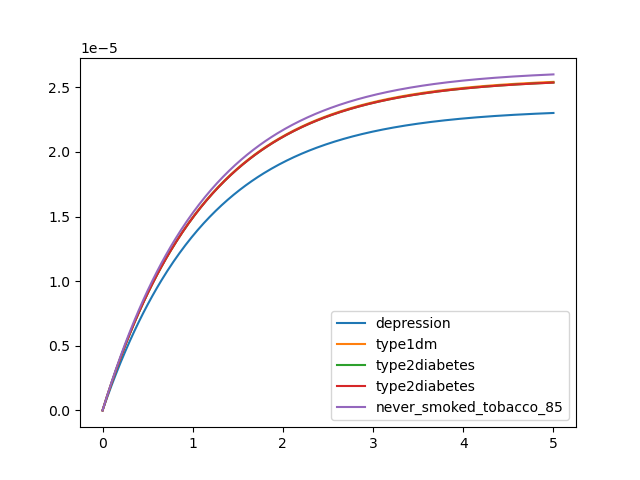 1e−5
2.5
2.0
1.5
1.0
0.5
0.0
depression
type1dm
type2diabetes
type2diabetes
never_smoked_tobacco_85
0 1 2 3 4 5